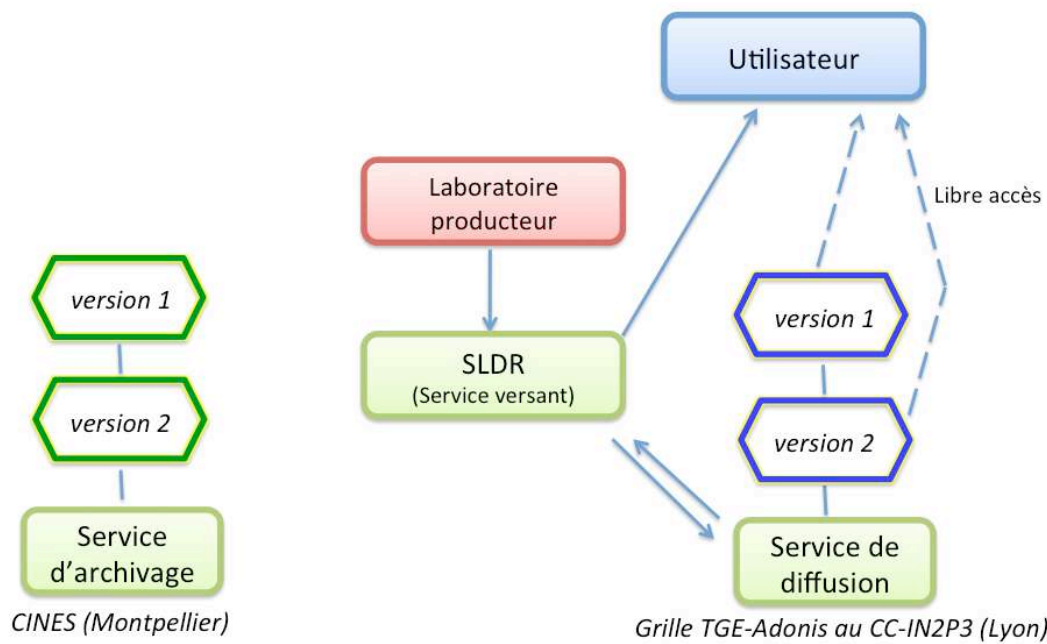 Utilisateur
Laboratoire
producteur
Libre accès
version 1
version 1
SLDR
(Service versant)
version 2
version 2
Service
d'archivage
Service de
diffusion
CINES (Montpellier)
Grille TGE-Adonis au CC-IN2P3 (Lyon)